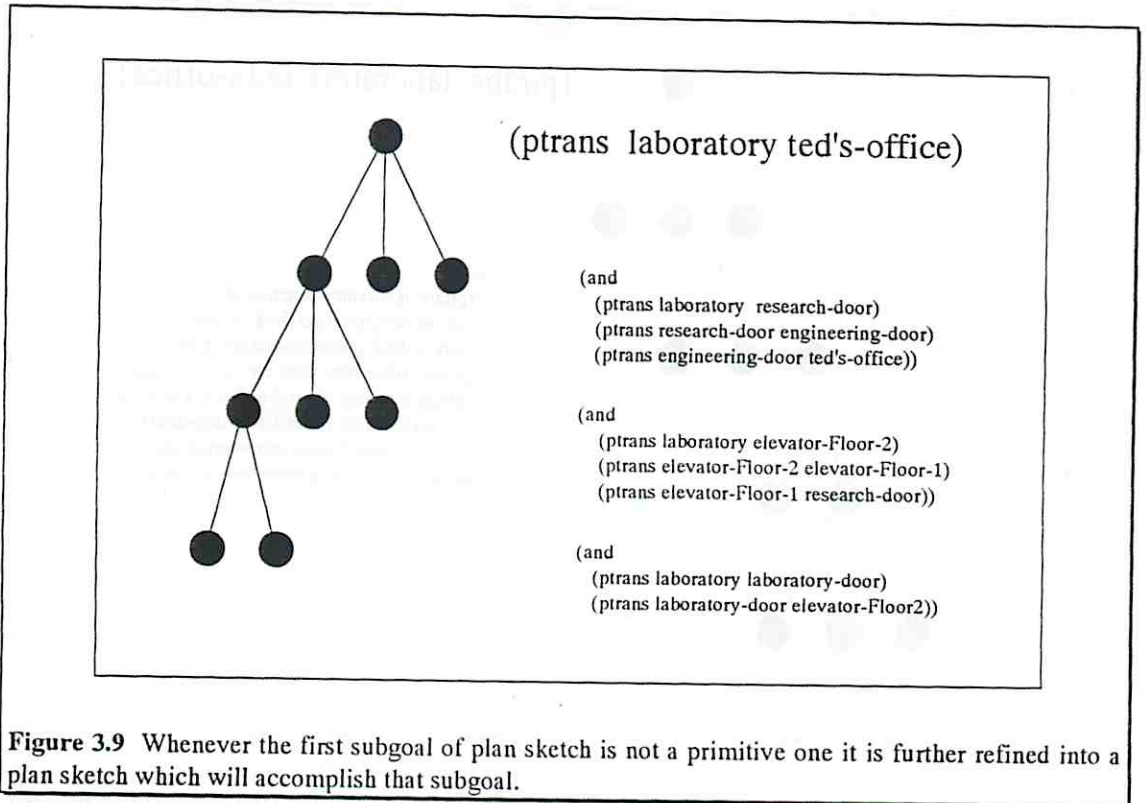 (ptrans laboratory ted's-office)
(and
(ptrans laboratory research-door)
(ptrans research-door engineering-door)
(ptrans engineering-door ted's-office))
(and
(ptrans laboratory elevator-Floor-2)
(ptrans elevator-Floor-2 elevator-Floor-1)
(ptrans elevator-Floor-1 research-door))
(and
(ptrans laboratory laboratory-door)
(ptrans laboratory-door elevator-Floor2))
Figure 3.9 Whenever the first subgoal of plan sketch is not a primitive one it is further refined into a
plan sketch which will accomplish that subgoal.